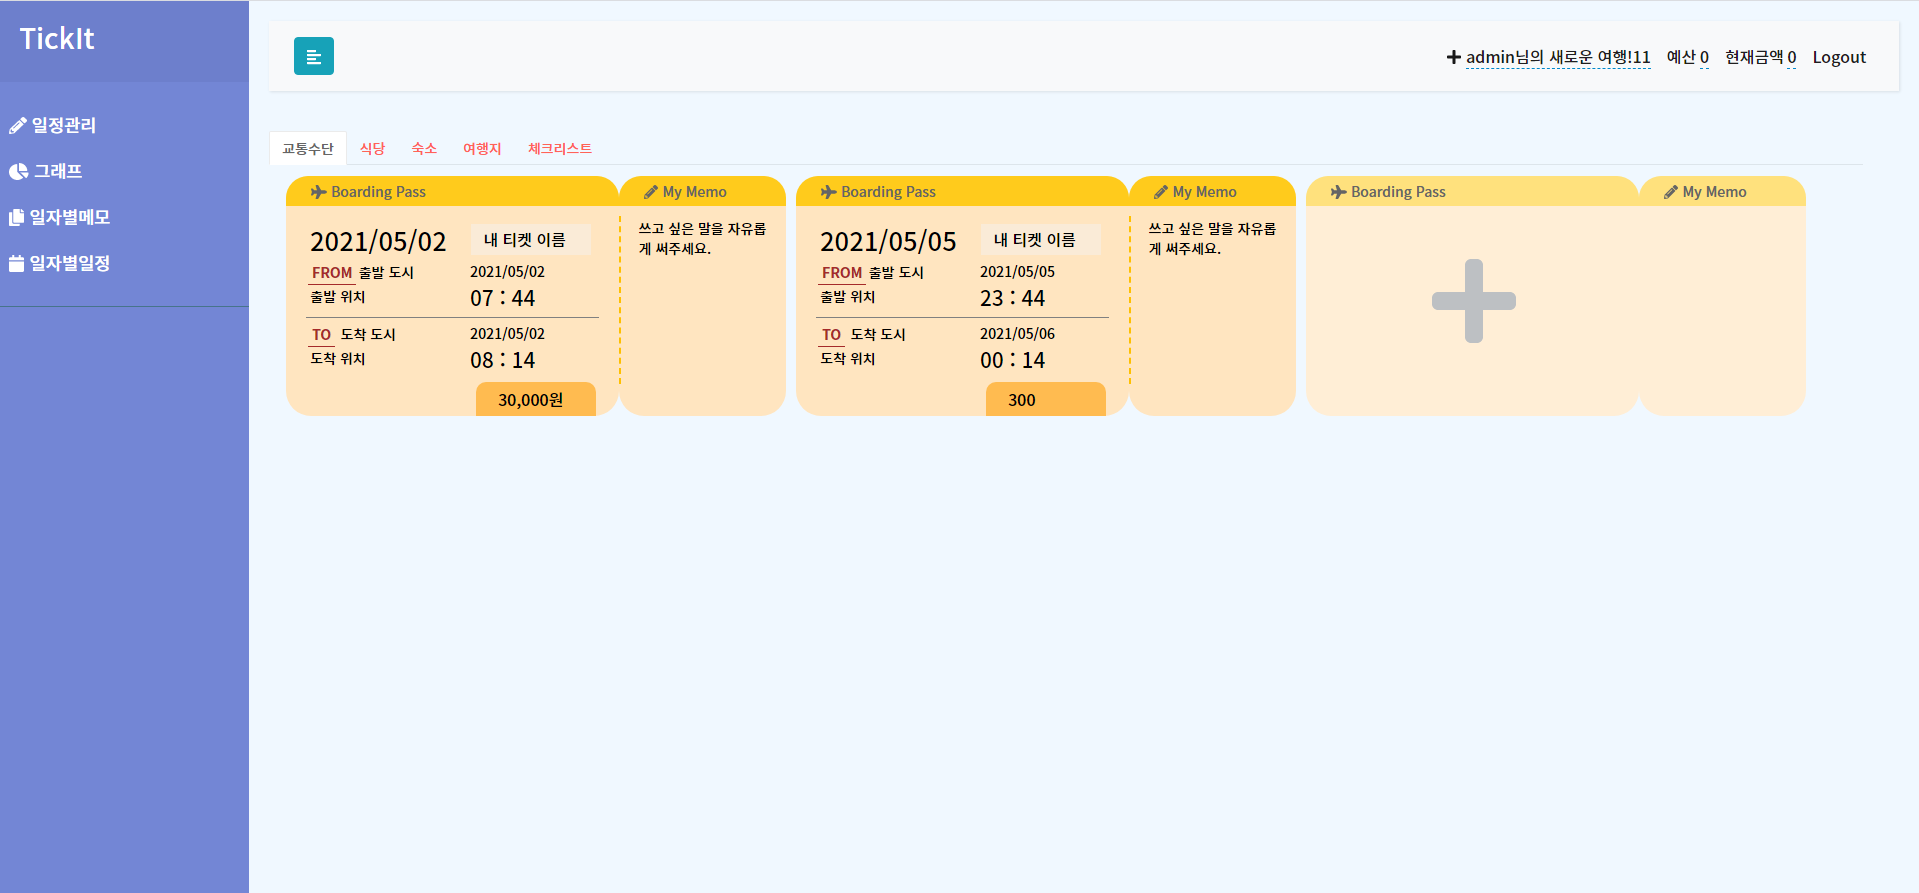 TickIt
일정관리
그래프
일자별메모
일자별일정
admin님의 새로운 여행!11 예산 0 현재금액 0 Logout
교통수단 식당 숙소 여행지 체크리스트
Boarding Pass
2021/05/02
내 티켓 이름
FROM 출발 도시
2021/05/02
출발 위치
07 : 44
TO 도착 도시
2021/05/02
도착 위치
08 : 14
30,000원
My Memo
쓰고 싶은 말을 자유롭
게 써주세요.
Boarding Pass
2021/05/05
내 티켓 이름
FROM 출발 도시
2021/05/05
출발 위치
23 : 44
TO 도착 도시
2021/05/06
도착 위치
00 : 14
300
My Memo
쓰고 싶은 말을 자유롭
게 써주세요.
Boarding Pass
My Memo